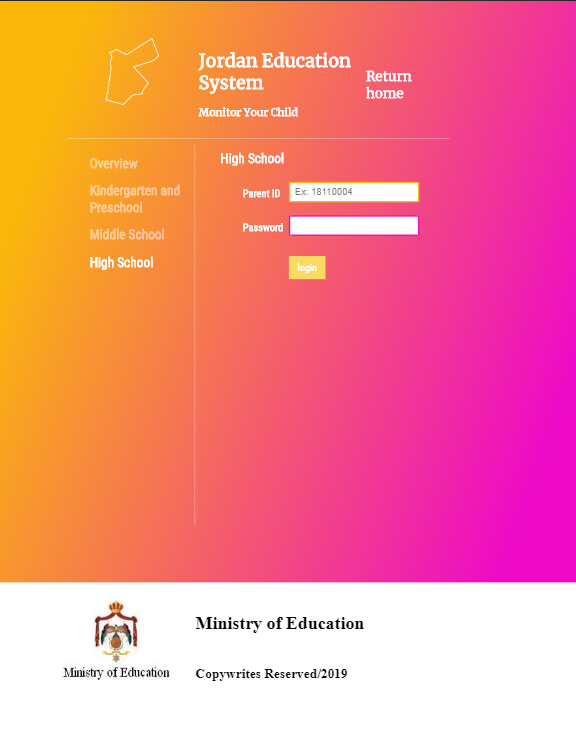 Jordan Education
System
Monitor Your Child
Return
home
Overview
Kindergarten and
Preschool
Middle School
High School
High School
Parent ID
Ex: 18110004
Password
login
Ministry of Education
Ministry of Education
Copywrites Reserved/2019